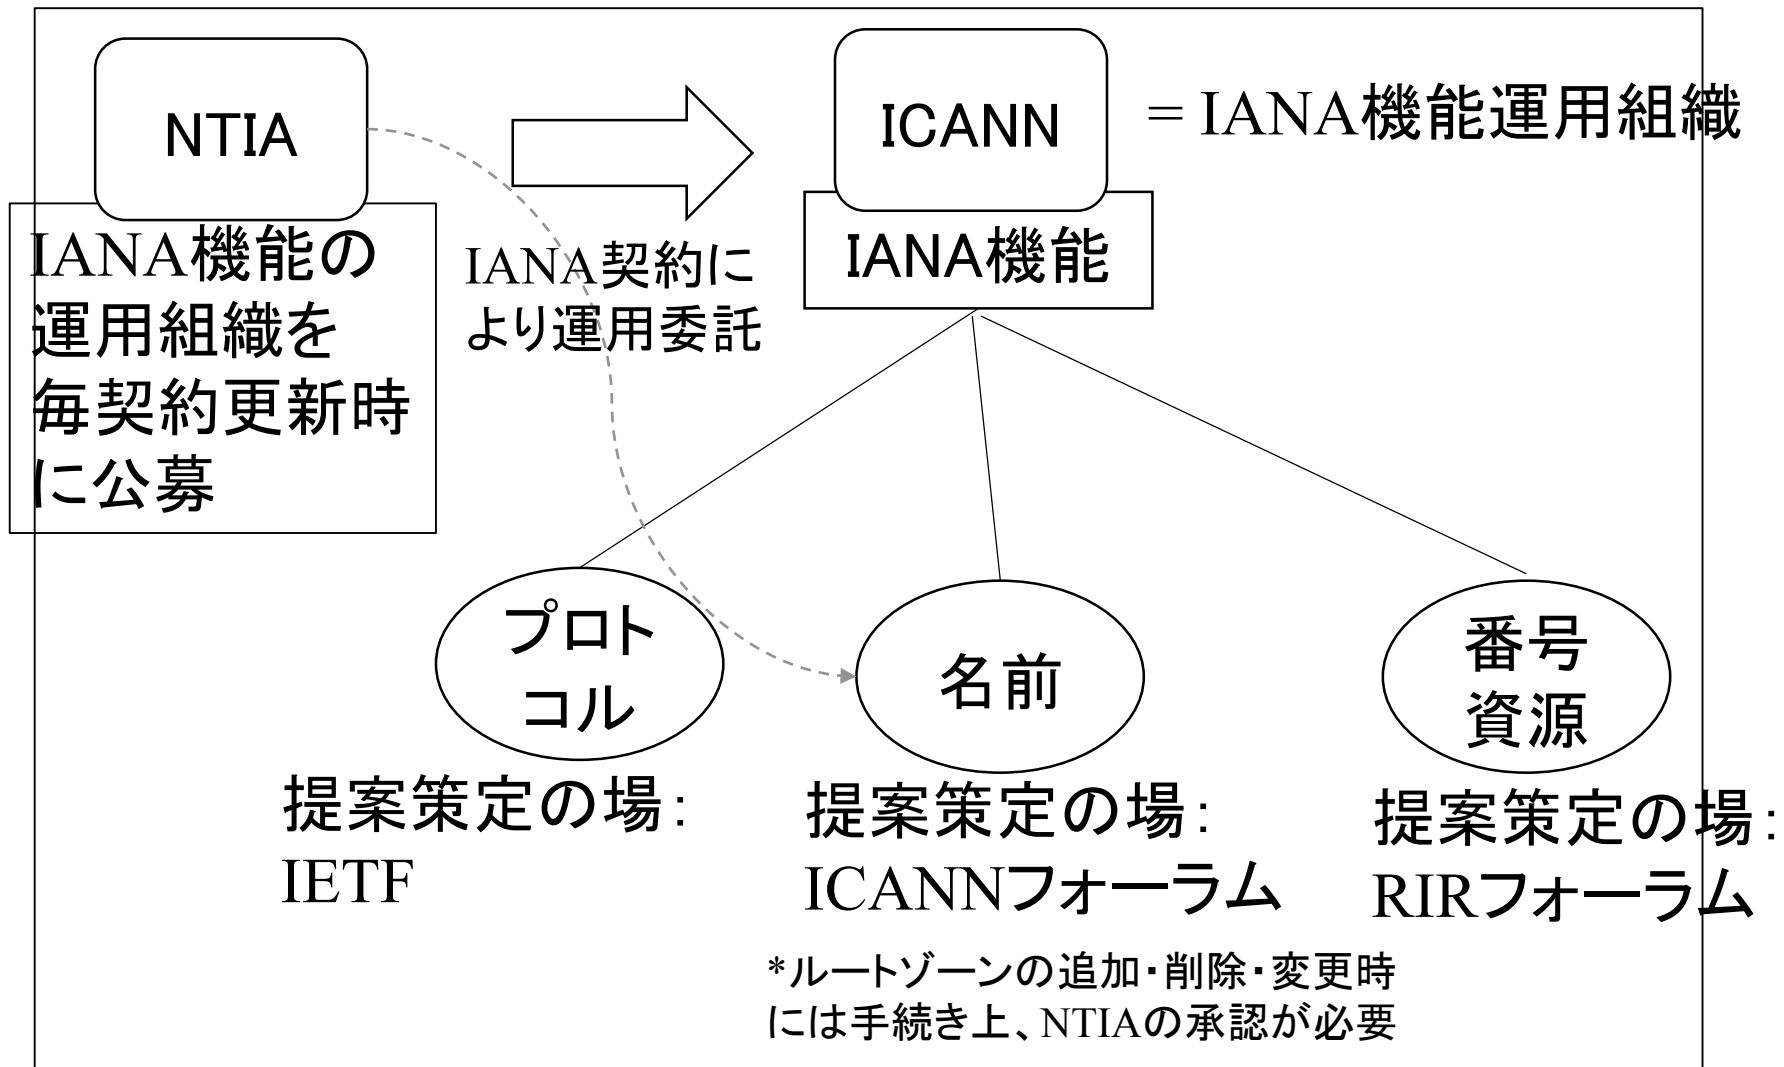 NTIA
ICANN
= IANA機能運用組織
IANA機能の
運用組織を
毎契約更新時
に公募
IANA契約に
より運用委託
IANA機能
プロト
コル
名前
番号
資源
提案策定の場:
IETF
提案策定の場:
ICANNフォーラム
提案策定の場:
RIRフォーラム
*ルートゾーンの追加・削除・変更時
には手続き上、NTIAの承認が必要